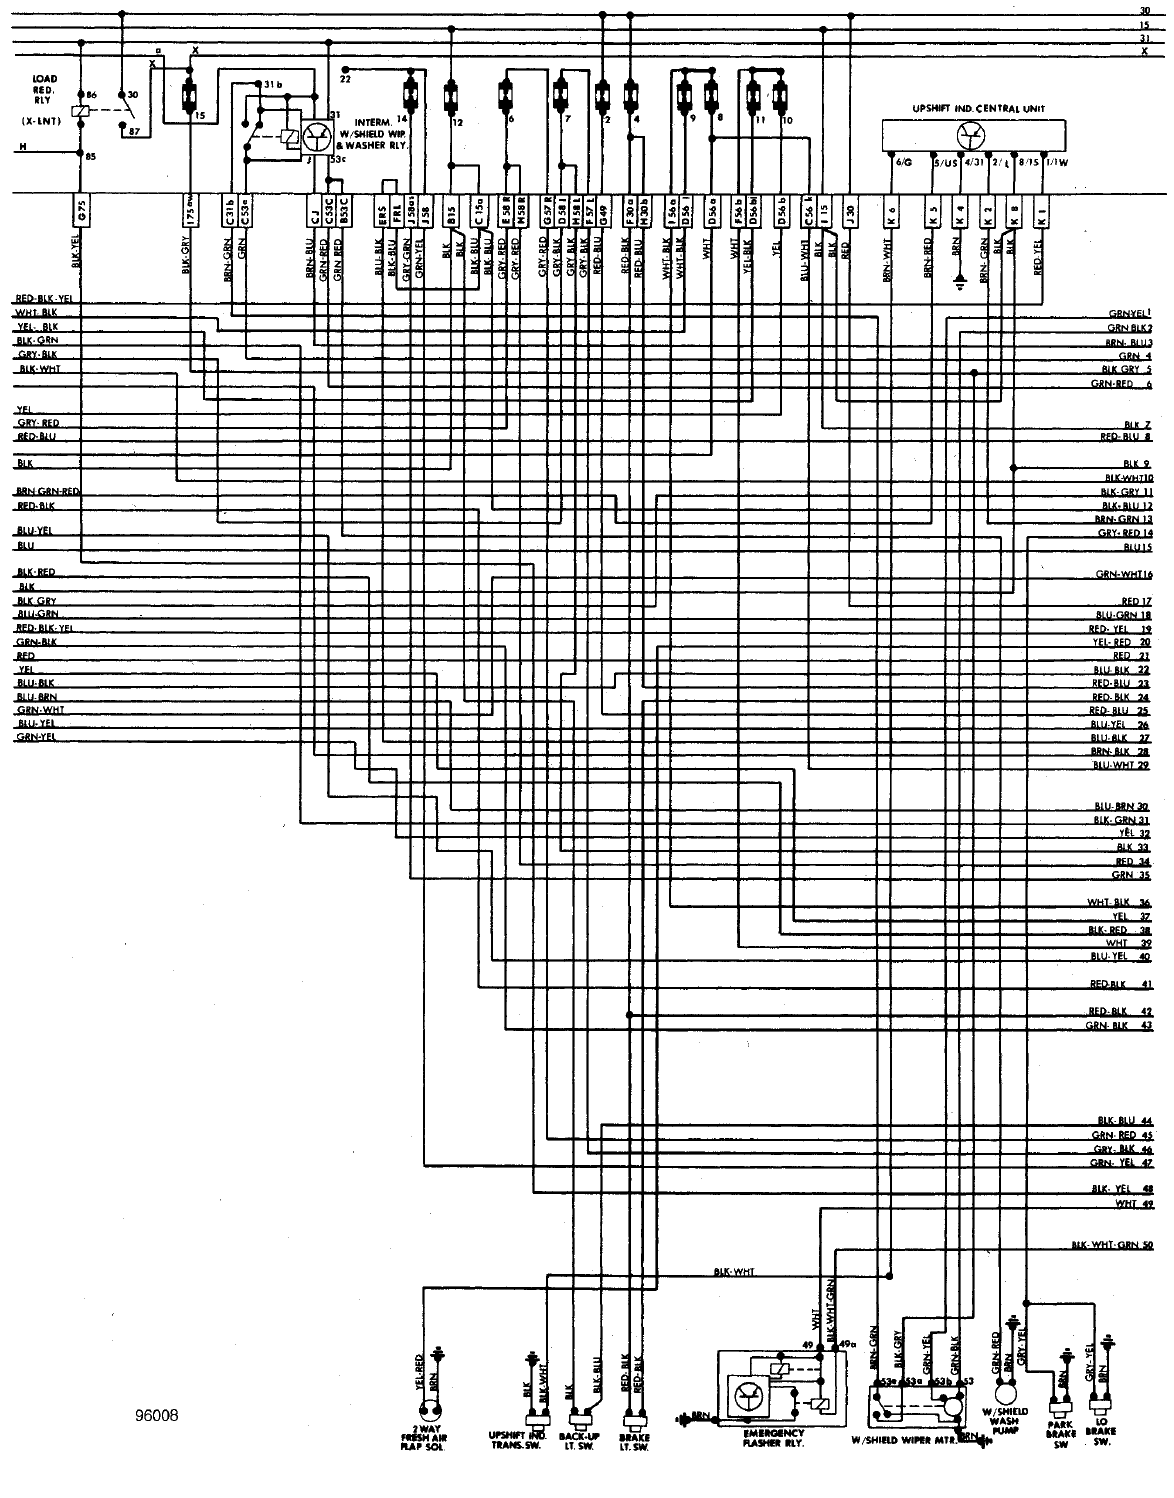 30
15
31
X
a
X
X
LOAD
RED.
RLY
(X-LNT)
86
30
87
85
H
15
31b
31
53c
J
22
INTERM.
W/SHIELD WIP.
& WASHER RLY.
14
12
6
7
2
4
9
8
11
10
UPSHIFT IND. CENTRAL UNIT
6/G
5/US
4/31
2/L
8/15
1/1W
G75
I75aw
C31b
C53a
CJ
C53C
B53C
ERS
FRL
J58as
J58
B15
C15a
E58R
H58R
G57R
D58J
H58L
F57L
G49
H30a
H30b
J56a
D56a
F56b
D56b
D56b
C56k
I15
J30
K6
K5
K4
K2
K8
K1
BLK-YEL
BLK-GRY
BRN-GRN
GRN
BRN-BLU
GRN-RED
GRN RED
BLU-BLK
BLK-BLU
GRY-GRN
GRN-YEL
BLK
BLK
BLK-BLU
BLK BLU
GRY-RED
GRY-RED
GRY-RED
GRY-BLK
GRY BLK
GRY-BLK
RED-BLU
RED-BLK
RED-BLU
WHT-BLK
WHT-BLK
WHT
WHT
YEL-BLK
YEL
BLU-WHT
BLK
BLK
RED
BRN-WHT
BRN-RED
BRN
BRN-GRN
BLK
BLK
RED-YEL
RED-BLK-YEL
WHT BLK
YEL-BLK
BLK-GRN
GRY-BLK
BLK-WHT
YEL
GRY-RED
RED-BLU
BLK
BRN GRN-RED
RED-BLK
BLU-YEL
BLU
BLK-RED
BLK
BLK GRY
BLU-GRN
RED-BLK-YEL
GRN-BLK
RED
YEL
BLU-BLK
BLU-BRN
GRN-WHT
BLU-YEL
GRN-YEL
GRNYEL 1
GRN BLK 2
BRN-BLU 3
GRN 4
BLK GRY 5
GRN-RED 6
BLK 7
RED-BLU 8
BLK 9
BLK-WHT 10
BLK-GRY 11
BLK-BLU 12
BRN-GRN 13
GRY-RED 14
BLU 15
GRN-WHT 16
RED 17
BLU-GRN 18
RED-YEL 19
YEL-RED 20
RED 21
BLU-BLK 22
RED-BLU 23
RED-BLK 24
RED-BLU 25
BLU-YEL 26
BLU-BLK 27
BRN-BLK 28
BLU-WHT 29
BLU-BRN 30
BLK-GRN 31
YEL 32
BLK 33
RED 34
GRN 35
WHT-BLK 36
YEL 37
BLK-RED 38
WHT 39
BLU-YEL 40
RED-BLK 41
RED-BLK 42
GRN-BLK 43
BLK-BLU 44
GRN-RED 45
GRY-BLK 46
GRN-YEL 47
BLK-YEL 48
WHT 49
BLK-WHT-GRN 50
BLK-WHT
WHT
BLK-WHT-GRN
49
49a
BRN-GRN
BLK-GRY
GRN-YEL
GRN-BLK
53e
53a
53b
53
GRN-RED
BRN
GRY-YEL
BRN
GRY-YEL
BRN
YEL-RED
BRN
BLK
BLK-WHT
BLK
BLK-BLU
RED-BLK
RED-BLK
BRN
BRN
2 WAY
FRESH AIR
FLAP SOL.
UPSHIFT IND.
TRANS. SW.
BACK-UP
LT. SW.
BRAKE
LT. SW.
EMERGENCY
FLASHER RLY.
W/SHIELD WIPER MTR.
W/SHIELD
WASH
PUMP
PARK
BRAKE
SW
LO
BRAKE
SW.
96008